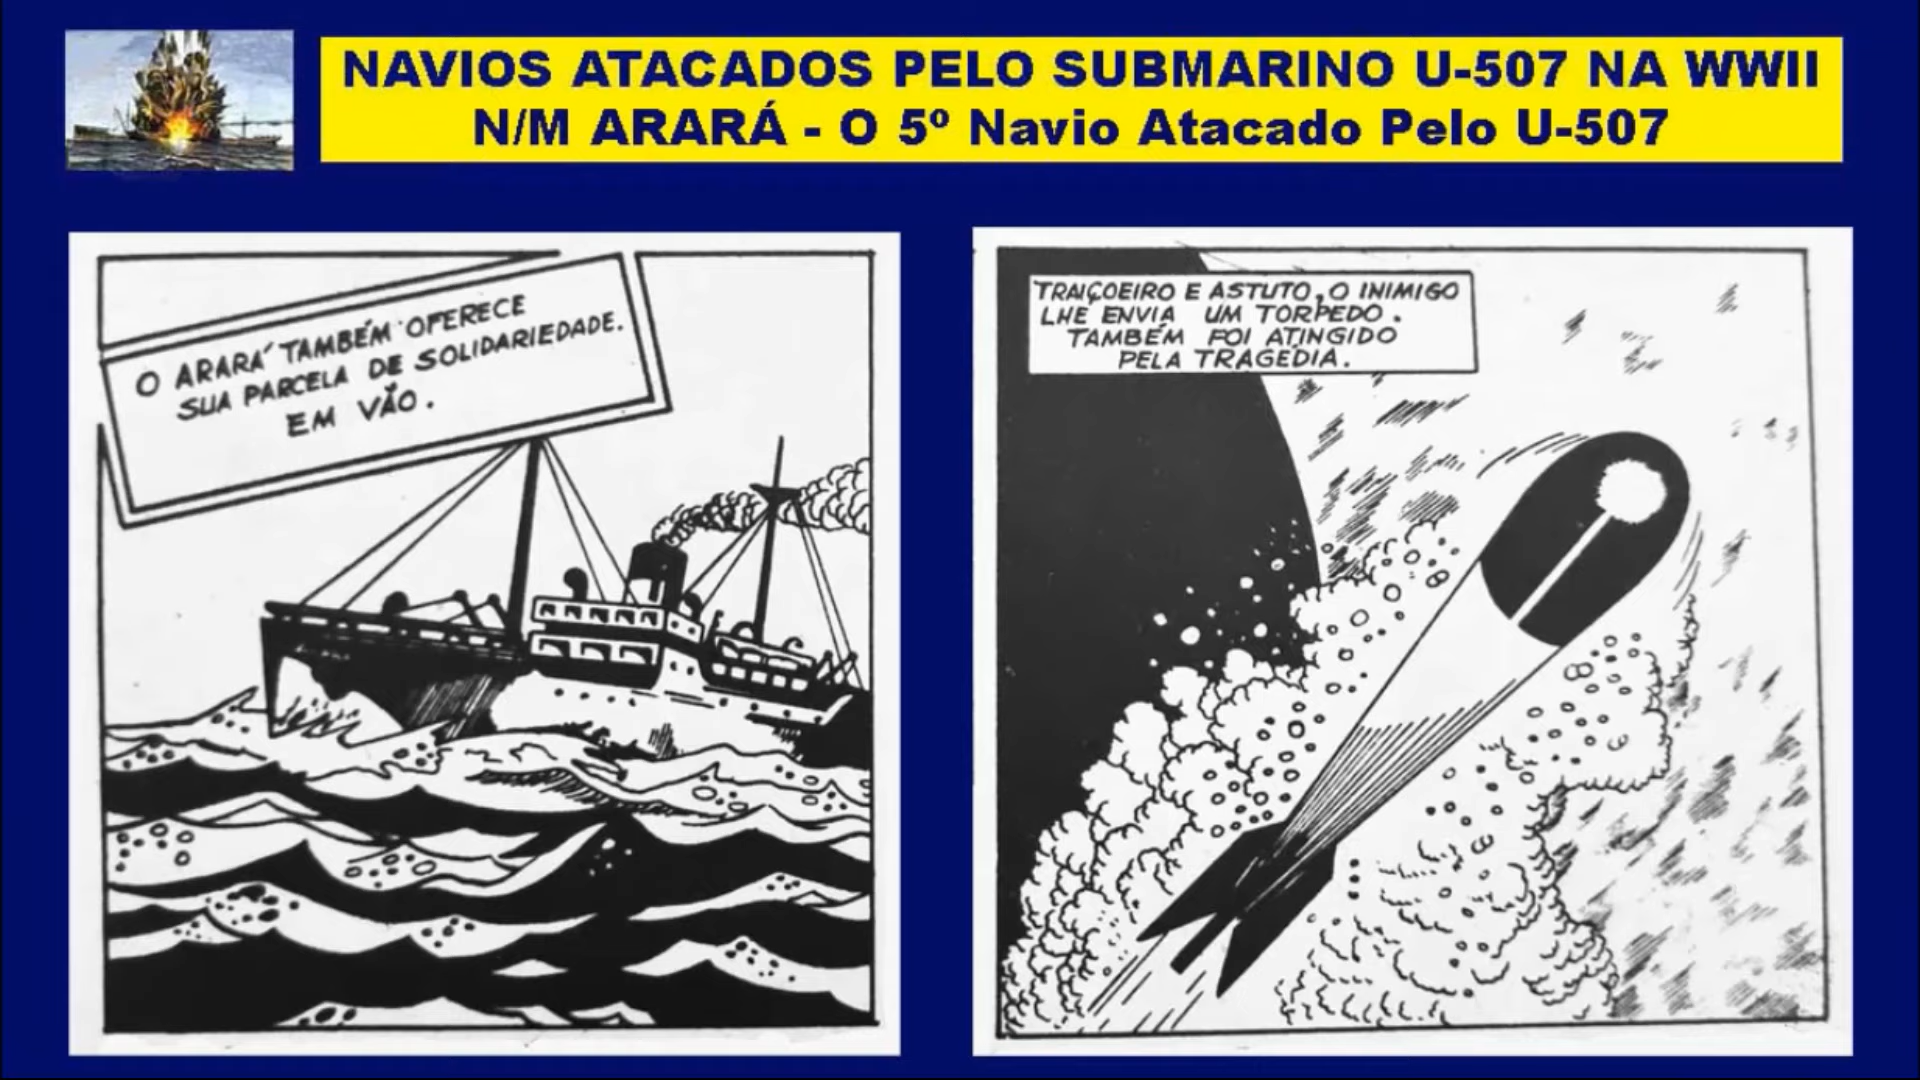 NAVIOS ATACADOS PELO SUBMARINO U-507 NA WWII
N/M ARARÁ - O 5º Navio Atacado Pelo U-507
O ARARÁ TAMBÉM OFERECE
SUA PARCELA DE SOLIDARIEDADE.
EM VÃO.
TRAIÇOEIRO E ASTUTO, O INIMIGO
LHE ENVIA UM TORPEDO.
TAMBÉM FOI ATINGIDO
PELA TRAGÉDIA.